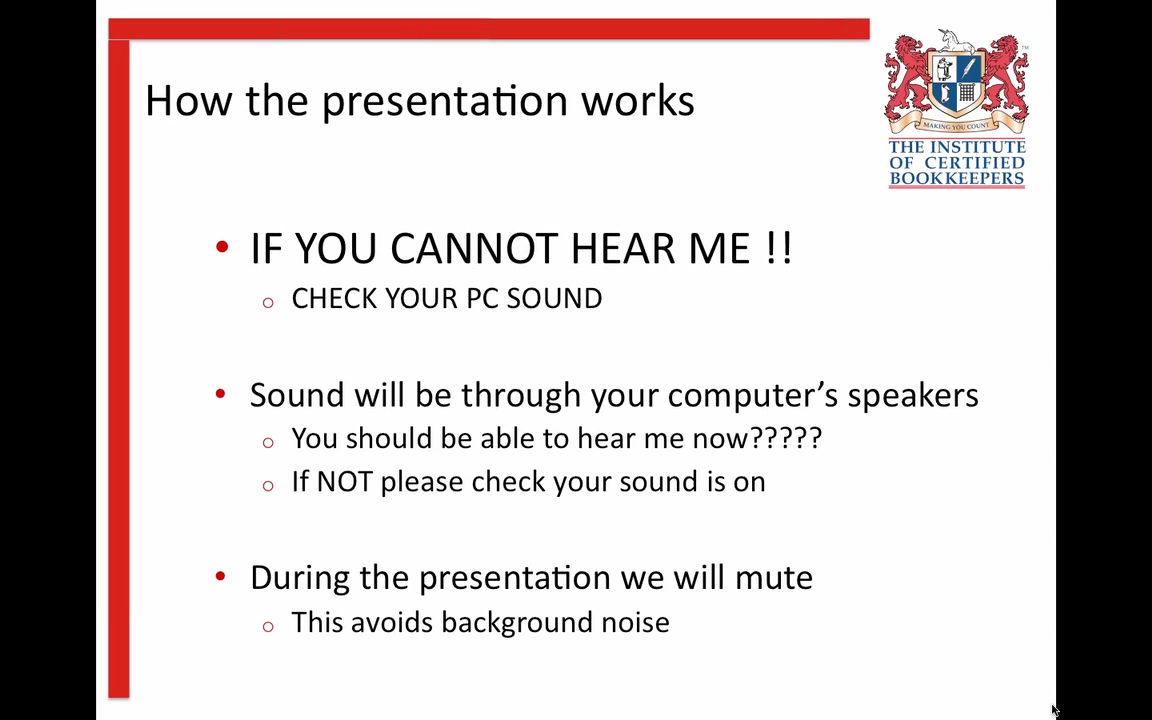 How the presentation works
MAKING YOU COUNT
TM
THE INSTITUTE
OF CERTIFIED
BOOKKEEPERS
• IF YOU CANNOT HEAR ME !!
o CHECK YOUR PC SOUND
• Sound will be through your computer’s speakers
o You should be able to hear me now?????
o If NOT please check your sound is on
• During the presentation we will mute
o This avoids background noise